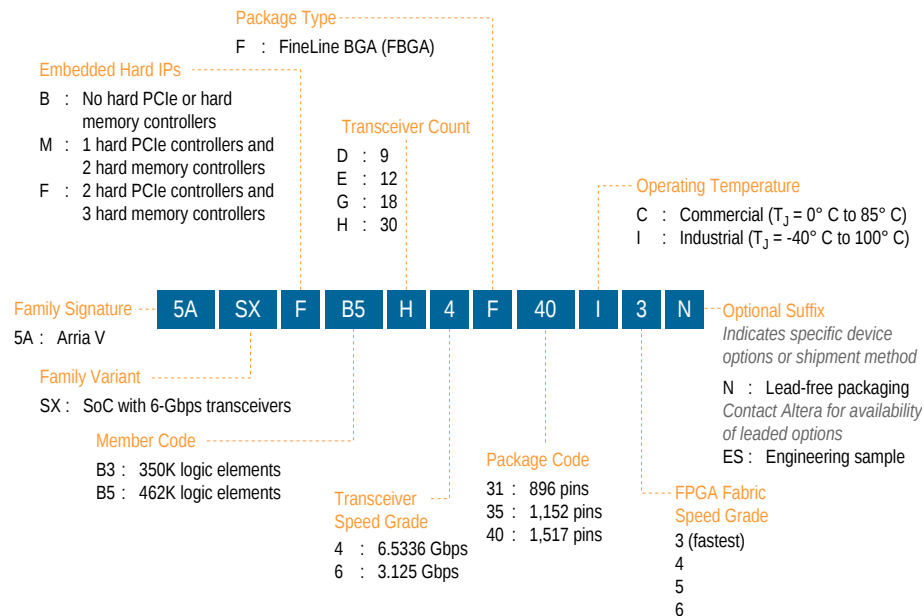 Package Type
F : FineLine BGA (FBGA)
Embedded Hard IPs
B : No hard PCIe or hard
memory controllers
M : 1 hard PCIe controllers and
2 hard memory controllers
F : 2 hard PCIe controllers and
3 hard memory controllers
Transceiver Count
D : 9
E : 12
G : 18
H : 30
Operating Temperature
C : Commercial (TJ = 0° C to 85° C)
I : Industrial (TJ = -40° C to 100° C)
Family Signature
5A : Arria V
5A SX F B5 H 4 F 40 I 3 N
Optional Suffix
Indicates specific device
options or shipment method
N : Lead-free packaging
Contact Altera for availability
of leaded options
ES : Engineering sample
Family Variant
SX : SoC with 6-Gbps transceivers
Member Code
B3 : 350K logic elements
B5 : 462K logic elements
Transceiver
Speed Grade
4 : 6.5336 Gbps
6 : 3.125 Gbps
Package Code
31 : 896 pins
35 : 1,152 pins
40 : 1,517 pins
FPGA Fabric
Speed Grade
3 (fastest)
4
5
6